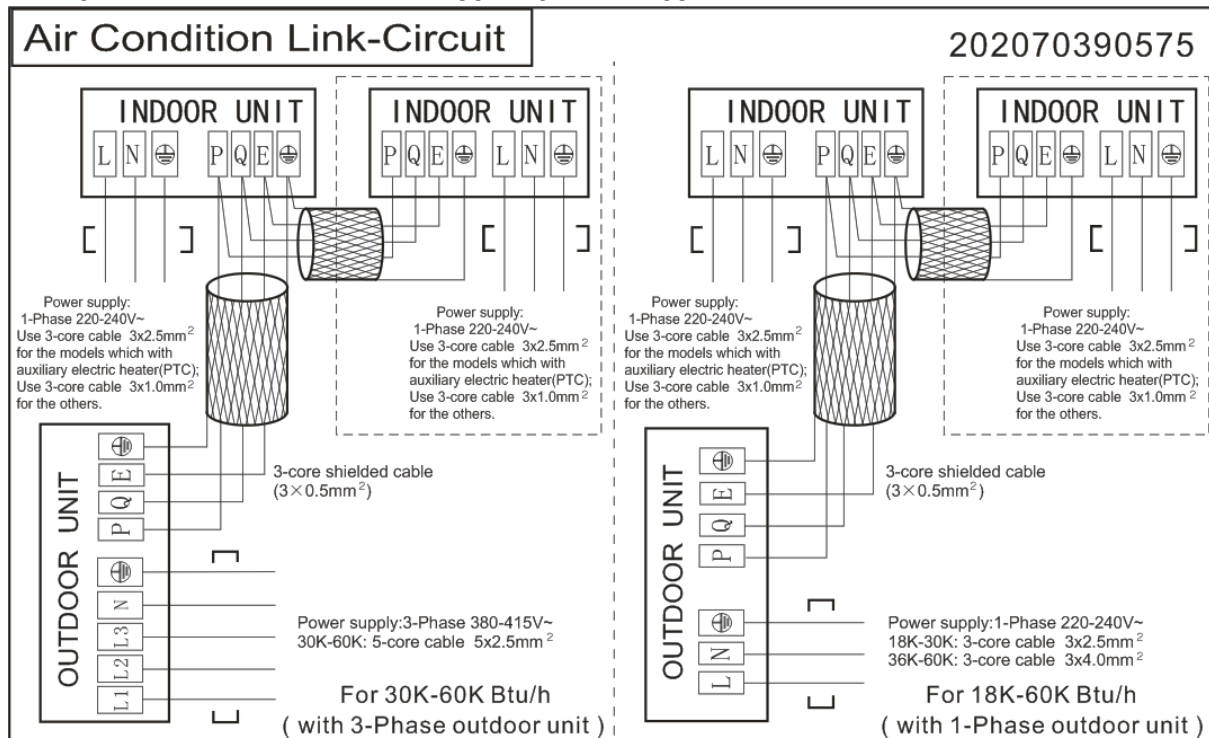 Air Condition Link-Circuit
202070390575
INDOOR UNIT
L N P Q E
INDOOR UNIT
P Q E L N
Power supply:
1-Phase 220-240V~
Use 3-core cable 3x2.5mm²
for the models which with
auxiliary electric heater(PTC);
Use 3-core cable 3x1.0mm²
for the others.
Power supply:
1-Phase 220-240V~
Use 3-core cable 3x2.5mm²
for the models which with
auxiliary electric heater(PTC);
Use 3-core cable 3x1.0mm²
for the others.
OUTDOOR UNIT
E
Q
P
N
L3
L2
L1
3-core shielded cable
(3×0.5mm²)
Power supply:3-Phase 380-415V~
30K-60K: 5-core cable 5x2.5mm²
For 30K-60K Btu/h
( with 3-Phase outdoor unit )
INDOOR UNIT
L N P Q E
INDOOR UNIT
P Q E L N
Power supply:
1-Phase 220-240V~
Use 3-core cable 3x2.5mm²
for the models which with
auxiliary electric heater(PTC);
Use 3-core cable 3x1.0mm²
for the others.
Power supply:
1-Phase 220-240V~
Use 3-core cable 3x2.5mm²
for the models which with
auxiliary electric heater(PTC);
Use 3-core cable 3x1.0mm²
for the others.
OUTDOOR UNIT
E
Q
P
N
L
3-core shielded cable
(3×0.5mm²)
Power supply:1-Phase 220-240V~
18K-30K: 3-core cable 3x2.5mm²
36K-60K: 3-core cable 3x4.0mm²
For 18K-60K Btu/h
( with 1-Phase outdoor unit )